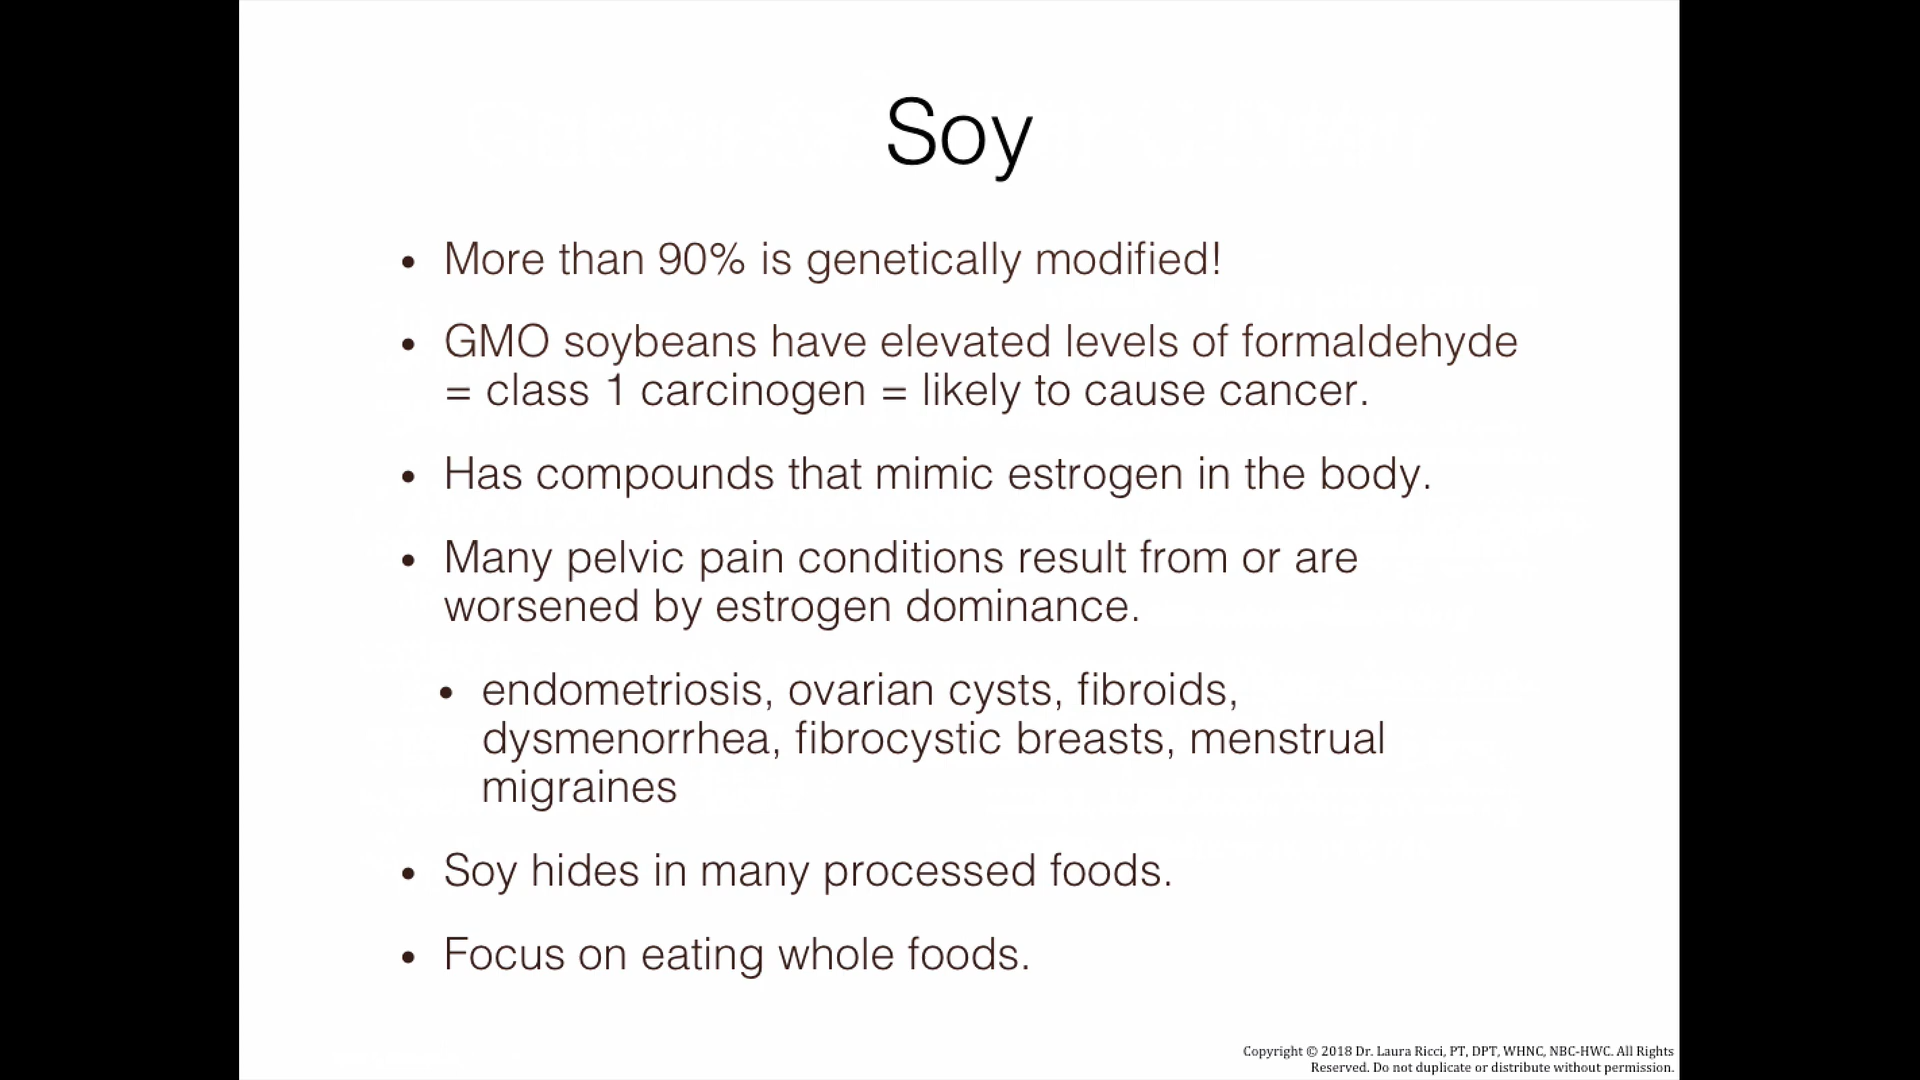 Soy
• More than 90% is genetically modified!
• GMO soybeans have elevated levels of formaldehyde
= class 1 carcinogen = likely to cause cancer.
• Has compounds that mimic estrogen in the body.
• Many pelvic pain conditions result from or are
worsened by estrogen dominance.
• endometriosis, ovarian cysts, fibroids,
dysmenorrhea, fibrocystic breasts, menstrual
migraines
• Soy hides in many processed foods.
• Focus on eating whole foods.
Copyright © 2018 Dr. Laura Ricci, PT, DPT, WHNC, NBC-HWC. All Rights
Reserved. Do not duplicate or distribute without permission.